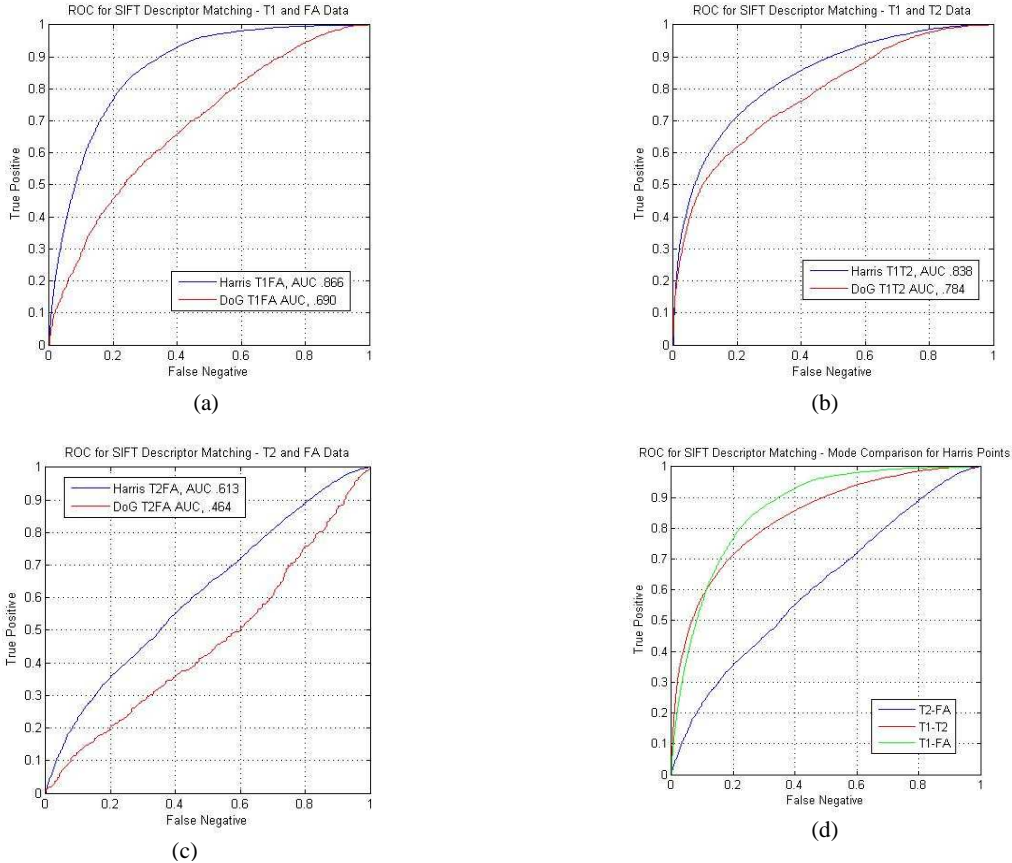 ROC for SIFT Descriptor Matching - T1 and FA Data
1
0.9
0.8
0.7
0.6
0.5
0.4
0.3
0.2
0.1
0
True Positive
Harris T1FA, AUC .866
DoG T1FA AUC, .690
0 0.2 0.4 0.6 0.8 1
False Negative
(a)
ROC for SIFT Descriptor Matching - T1 and T2 Data
1
0.9
0.8
0.7
0.6
0.5
0.4
0.3
0.2
0.1
0
True Positive
Harris T1T2, AUC .838
DoG T1T2 AUC, .784
0 0.2 0.4 0.6 0.8 1
False Negative
(b)
ROC for SIFT Descriptor Matching - T2 and FA Data
1
0.9
0.8
0.7
0.6
0.5
0.4
0.3
0.2
0.1
0
True Positive
Harris T2FA, AUC .613
DoG T2FA AUC, .464
0 0.2 0.4 0.6 0.8 1
False Negative
(c)
ROC for SIFT Descriptor Matching - Mode Comparison for Harris Points
1
0.9
0.8
0.7
0.6
0.5
0.4
0.3
0.2
0.1
0
True Positive
T2-FA
T1-T2
T1-FA
0 0.2 0.4 0.6 0.8 1
False Negative
(d)